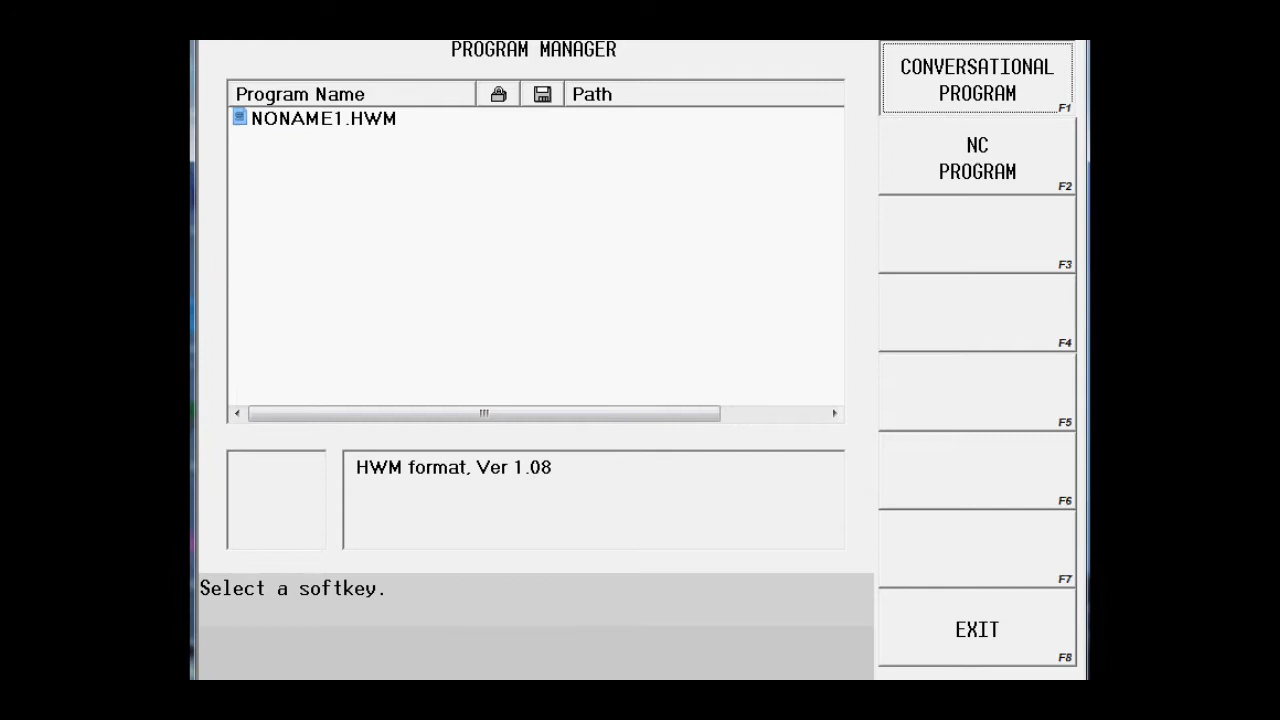 PROGRAM MANAGER
Program Name Path
NONAME1.HWM
HWM format, Ver 1.08
Select a softkey.
CONVERSATIONAL
PROGRAM
F1
NC
PROGRAM
F2
F3
F4
F5
F6
F7
EXIT
F8